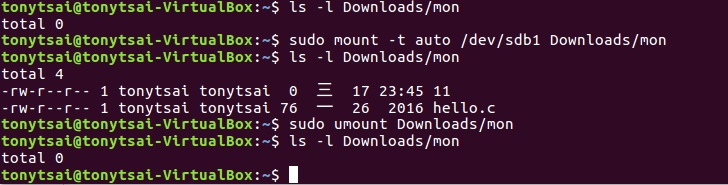 tonytsai@tonytsai-VirtualBox:~$ ls -l Downloads/mon
total 0
tonytsai@tonytsai-VirtualBox:~$ sudo mount -t auto /dev/sdb1 Downloads/mon
tonytsai@tonytsai-VirtualBox:~$ ls -l Downloads/mon
total 4
-rw-r--r-- 1 tonytsai tonytsai  0  三  17 23:45 11
-rw-r--r-- 1 tonytsai tonytsai 76  一  26  2016 hello.c
tonytsai@tonytsai-VirtualBox:~$ sudo umount Downloads/mon
tonytsai@tonytsai-VirtualBox:~$ ls -l Downloads/mon
total 0
tonytsai@tonytsai-VirtualBox:~$